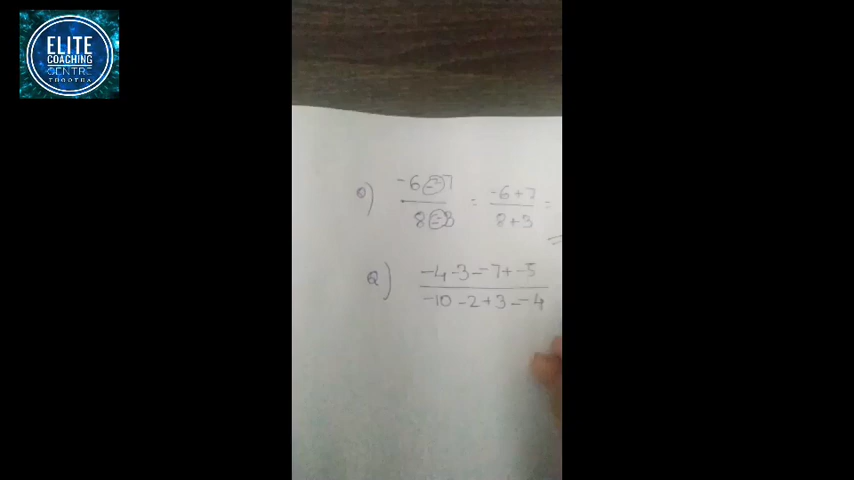 ELITE
COACHING
CENTRE
THOOTHA
Q) -6--7 / 8--3 = -6+7 / 8+3 =
Q) -4-3--7+-5 / -10-2+3--4